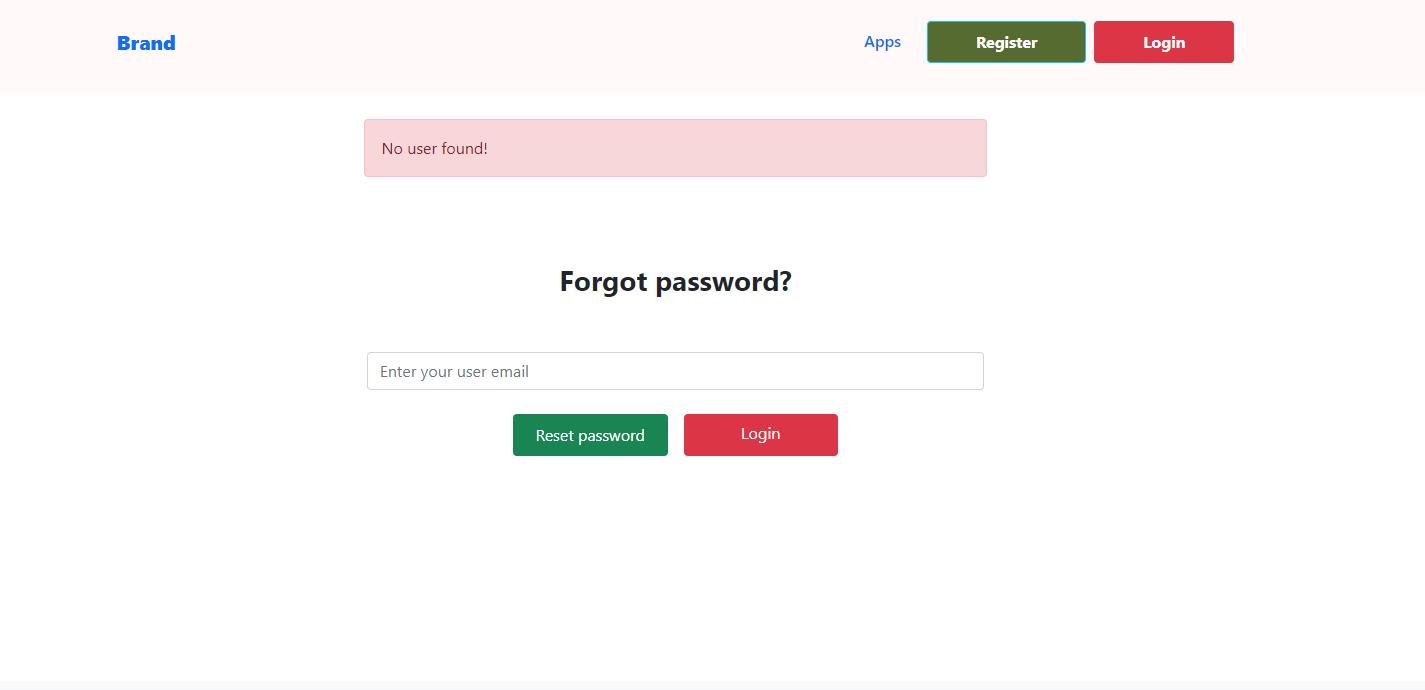 Brand
Apps
Register
Login
No user found!
Forgot password?
Enter your user email
Reset password
Login